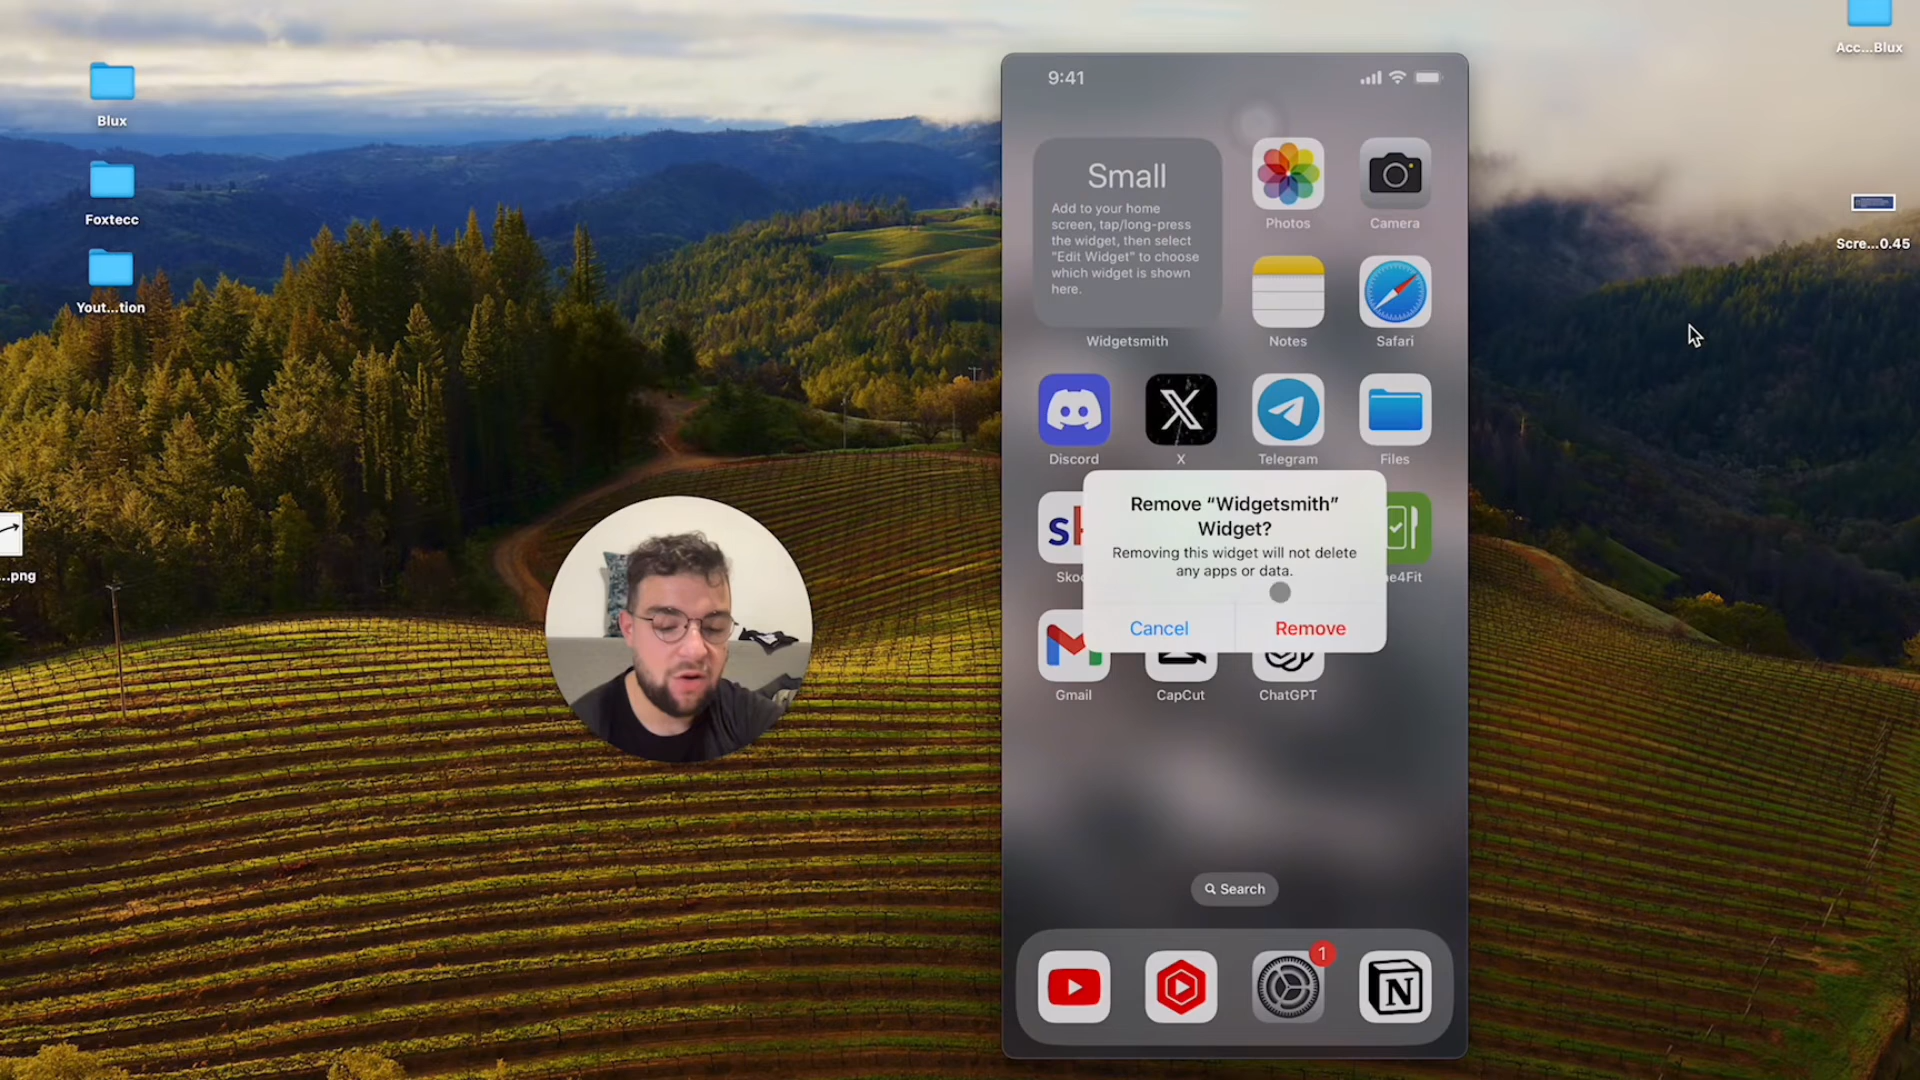 Blux
Foxtecc
Yout...tion
...png
Acc...Blux
Scre...0.45
9:41
Small
Add to your home
screen, tap/long-press
the widget, then select
"Edit Widget" to choose
which widget is shown
here.
Widgetsmith
Photos
Camera
Notes
Safari
Discord
X
Telegram
Files
Remove “Widgetsmith”
Widget?
Removing this widget will not delete
any apps or data.
Cancel
Remove
sk
Skoo
e4Fit
Gmail
CapCut
ChatGPT
Search
1